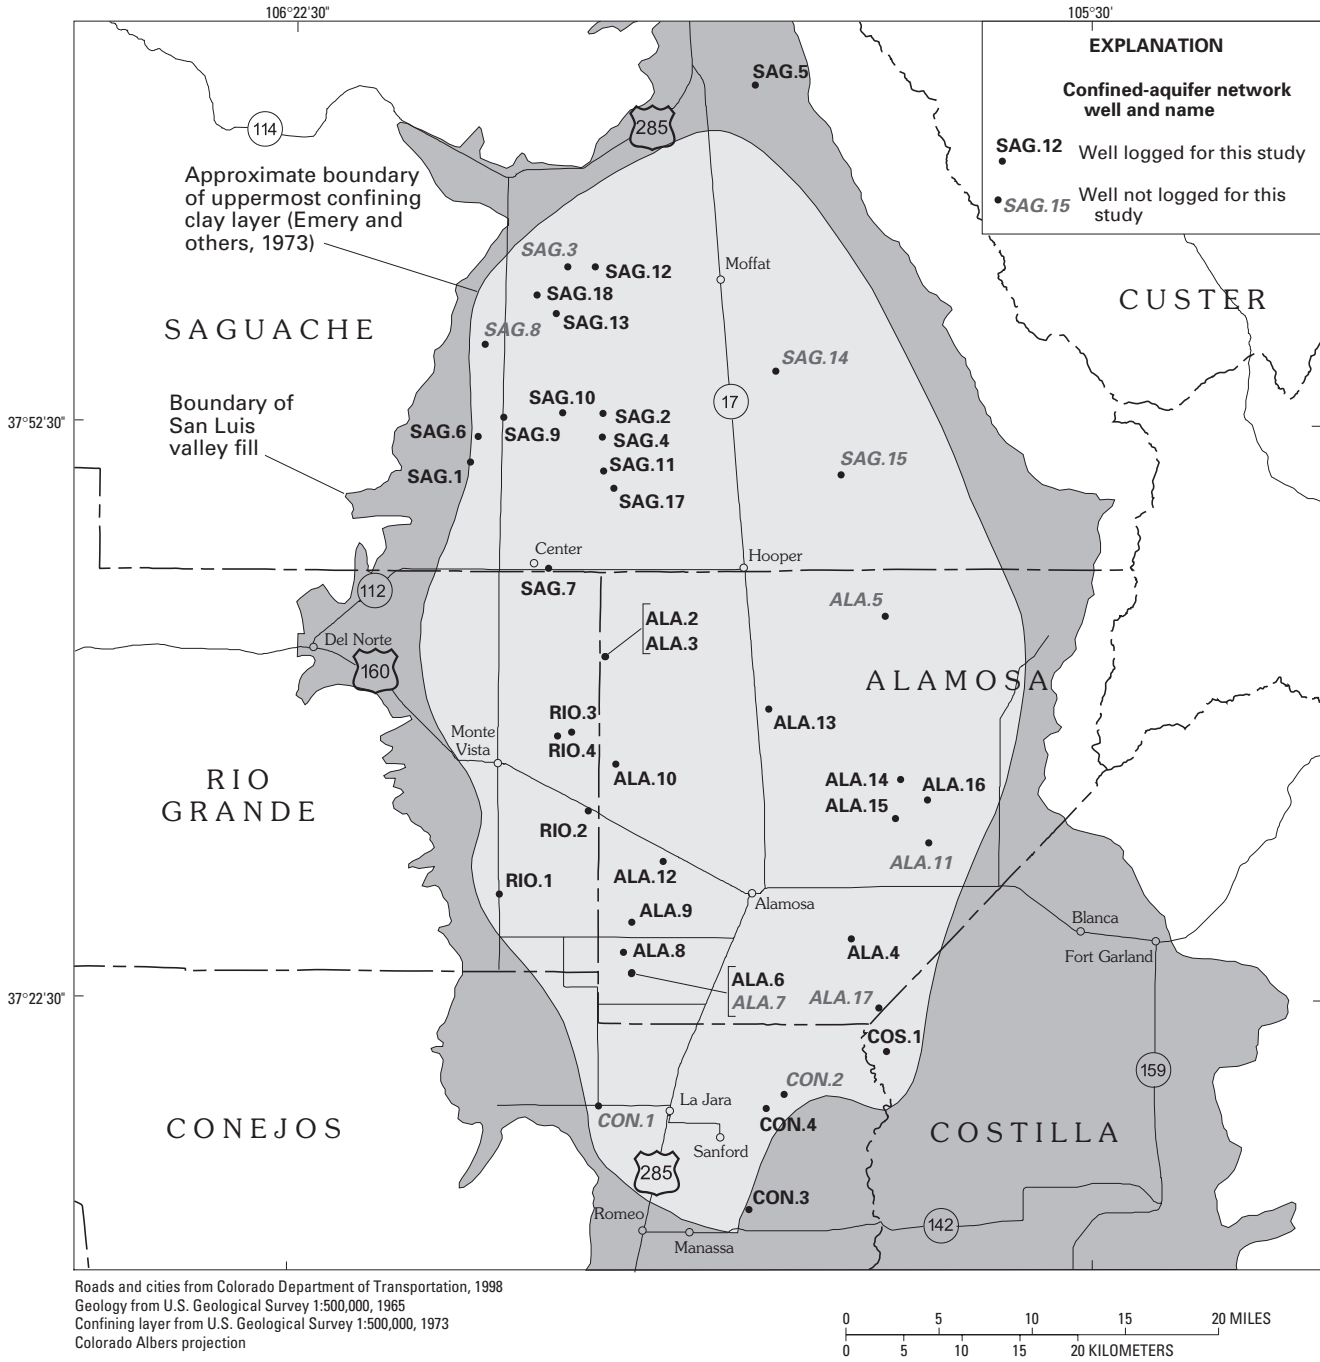 106°22'30"
105°30'
EXPLANATION
Confined-aquifer network
well and name
SAG.12
Well logged for this study
SAG.15
Well not logged for this
study
SAG.5
114
285
Approximate boundary
of uppermost confining
clay layer (Emery and
others, 1973)
SAG.3
SAG.12
Moffat
SAG.18
SAG.13
CUSTER
SAGUACHE
SAG.8
SAG.14
Boundary of
San Luis
valley fill
SAG.10
17
37°52'30"
SAG.2
SAG.6
SAG.9
SAG.4
SAG.1
SAG.11
SAG.15
SAG.17
Center
Hooper
SAG.7
112
ALA.5
ALA.2
ALA.3
Del Norte
160
ALAMOSA
RIO.3
ALA.13
Monte
Vista
RIO.4
ALA.10
ALA.14
ALA.16
RIO
GRANDE
ALA.15
RIO.2
ALA.11
ALA.12
RIO.1
Alamosa
ALA.9
Blanca
ALA.8
ALA.4
Fort Garland
ALA.6
ALA.7
ALA.17
37°22'30"
COS.1
159
CON.2
La Jara
CON.1
CON.4
CONEJOS
COSTILLA
Sanford
285
CON.3
Romeo
142
Manassa
Roads and cities from Colorado Department of Transportation, 1998
Geology from U.S. Geological Survey 1:500,000, 1965
Confining layer from U.S. Geological Survey 1:500,000, 1973
Colorado Albers projection
0 5 10 15 20 MILES
0 5 10 15 20 KILOMETERS